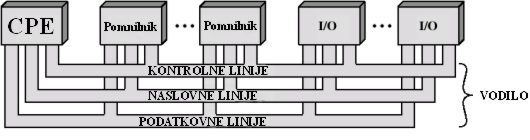 CPE
Pomnilnik
...
Pomnilnik
I/O
...
I/O
KONTROLNE LINIJE
NASLOVNE LINIJE
PODATKOVNE LINIJE
VODILO